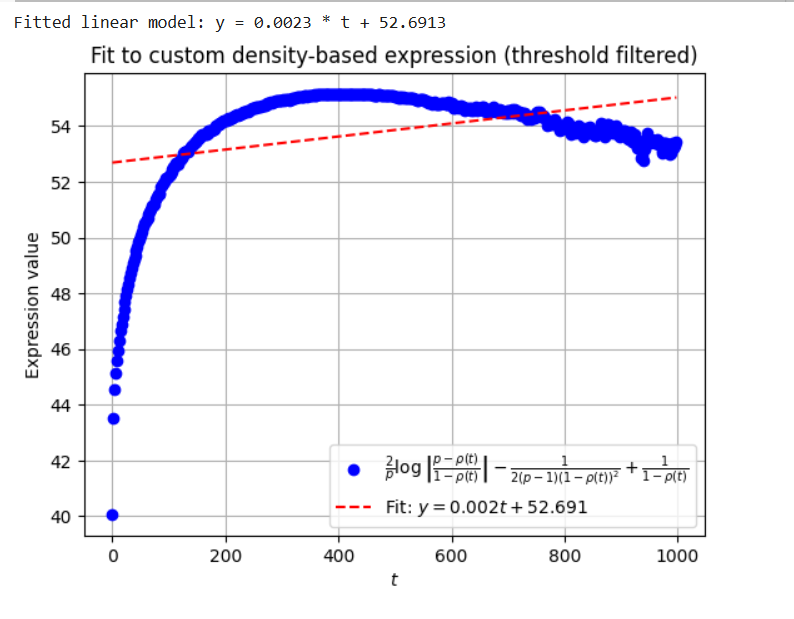 Fitted linear model: y = 0.0023 * t + 52.6913
Fit to custom density-based expression (threshold filtered)
Expression value
54
52
50
48
46
44
42
40
2/p log |p − ρ(t)/1 − ρ(t)| − 1/2(p − 1)(1 − ρ(t))² + 1/1 − ρ(t)
Fit: y = 0.002t + 52.691
0 200 400 600 800 1000
t